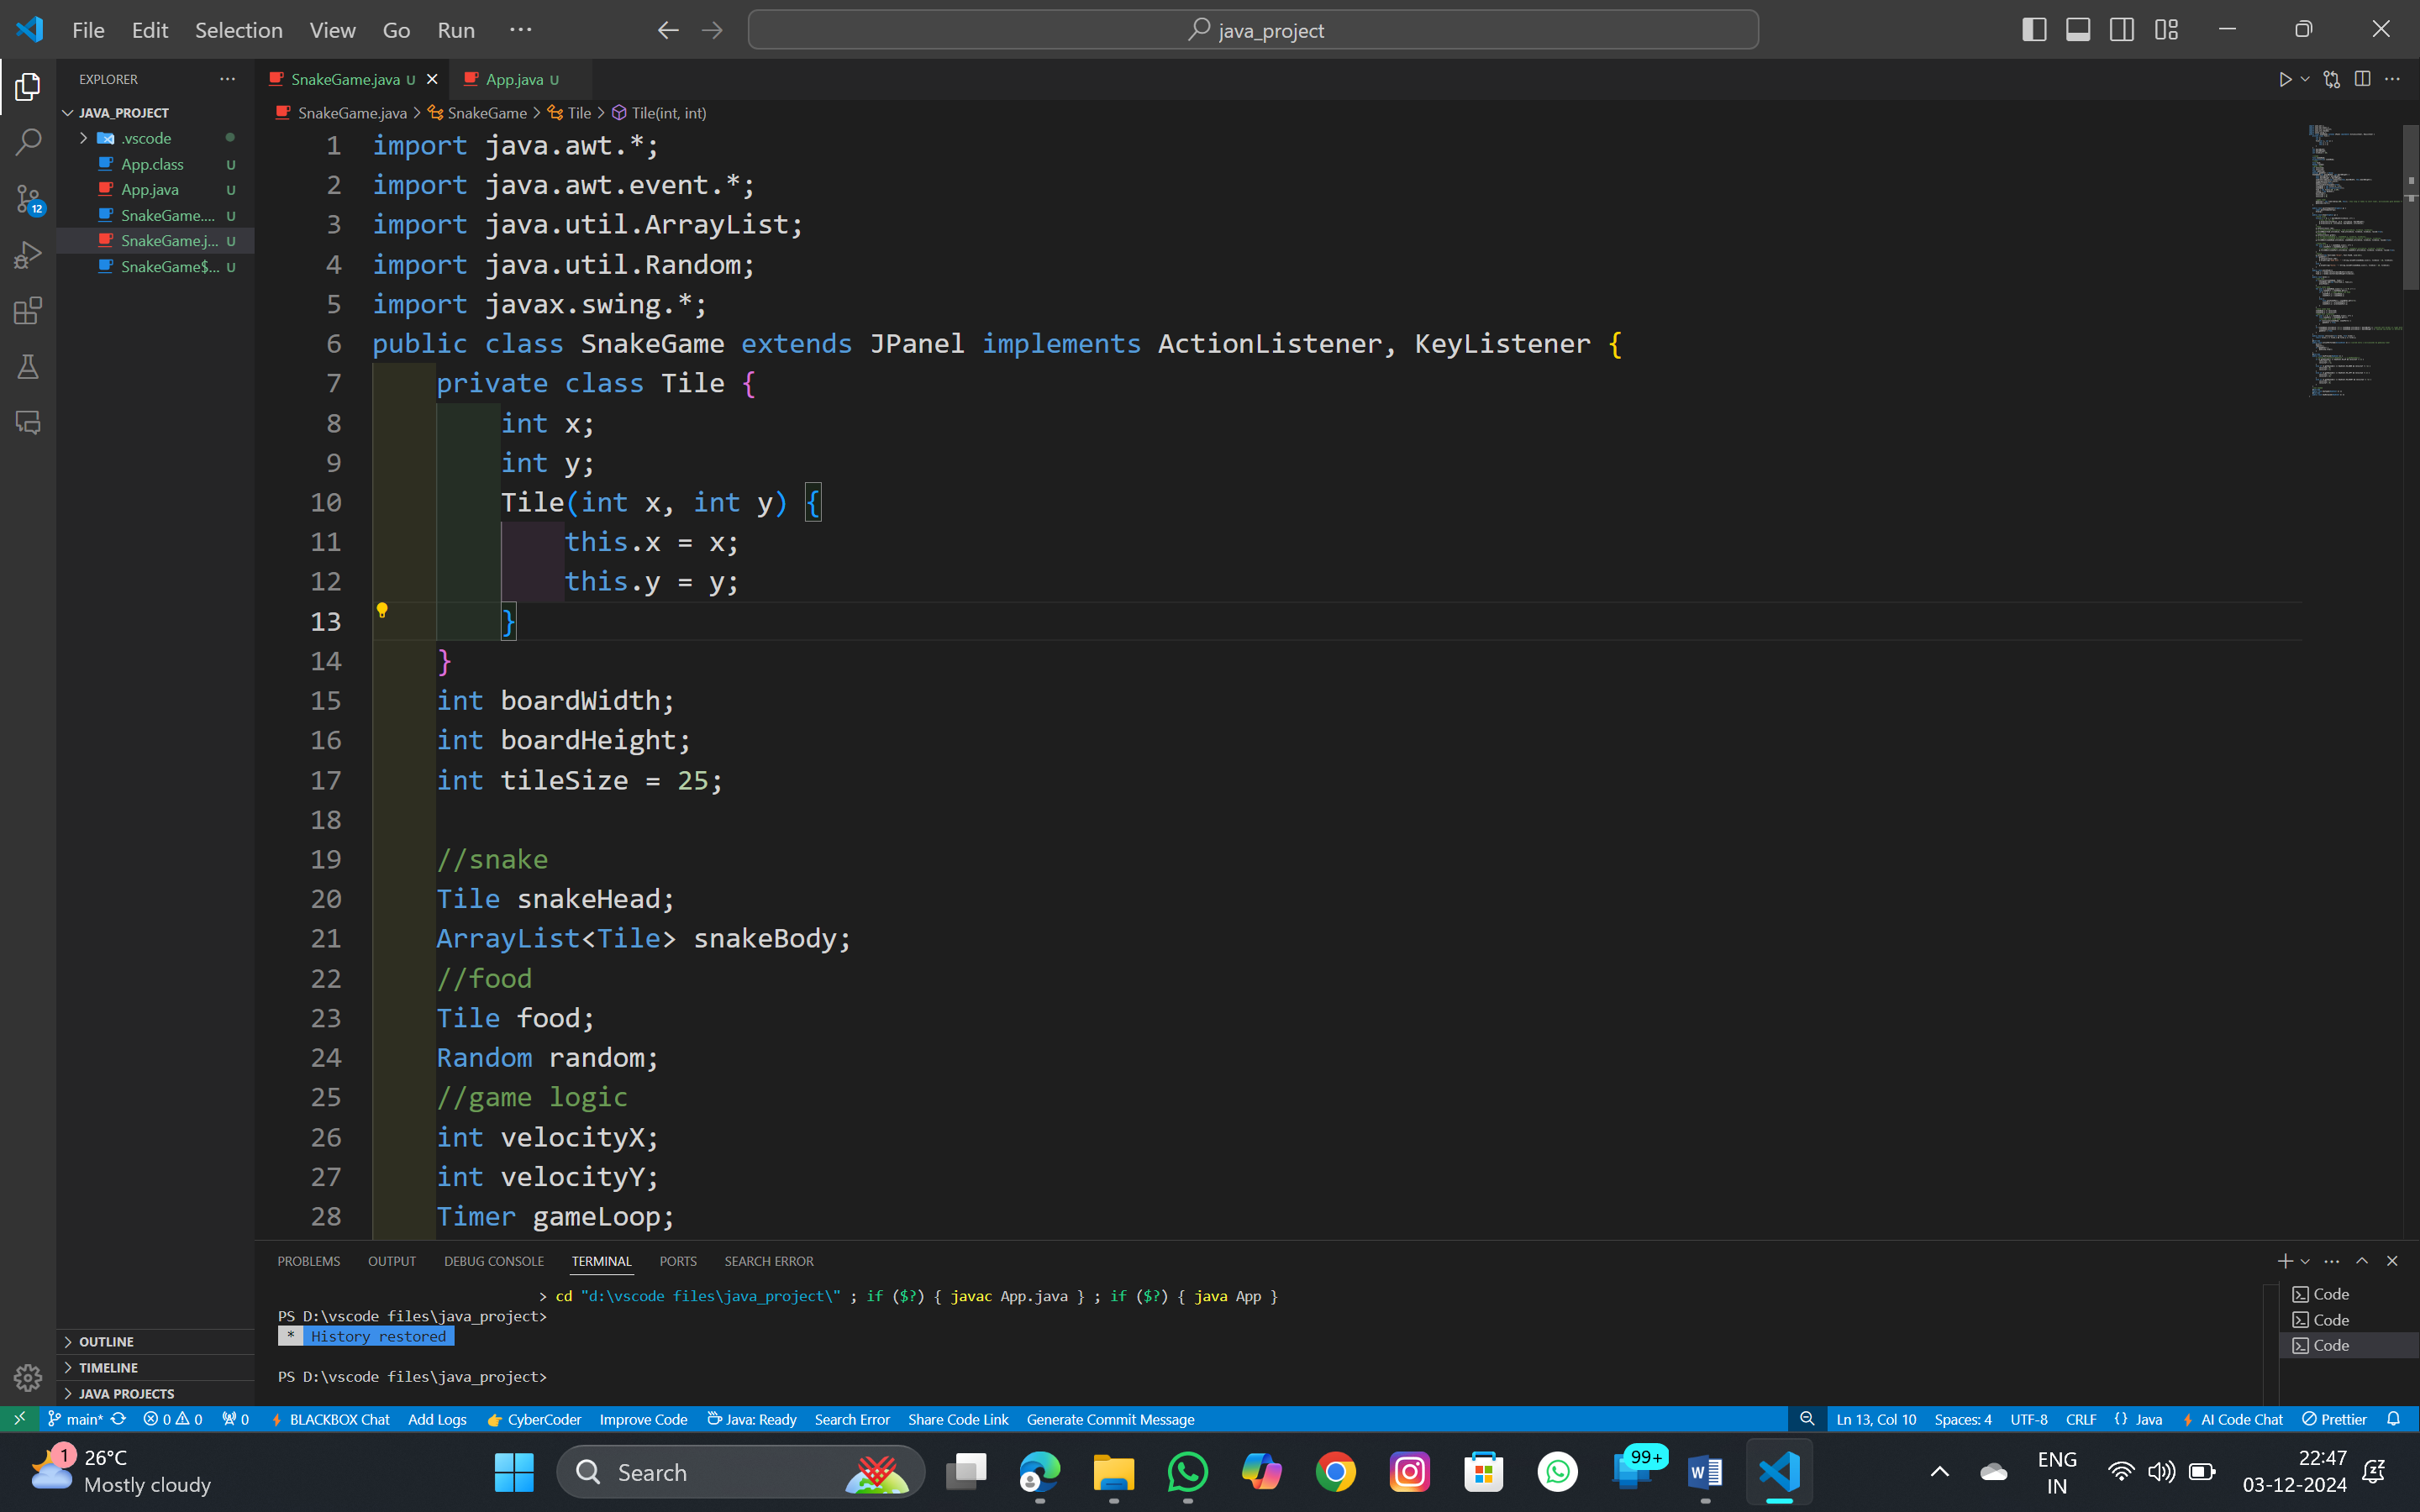 File Edit Selection View Go Run ···
java_project
EXPLORER
JAVA_PROJECT
.vscode
App.class U
App.java U
SnakeGame.... U
SnakeGame.j... U
SnakeGame$... U
OUTLINE
TIMELINE
JAVA PROJECTS
12
SnakeGame.java U
App.java U
SnakeGame.java > SnakeGame > Tile > Tile(int, int)
1 import java.awt.*;
2 import java.awt.event.*;
3 import java.util.ArrayList;
4 import java.util.Random;
5 import javax.swing.*;
6 public class SnakeGame extends JPanel implements ActionListener, KeyListener {
7 private class Tile {
8 int x;
9 int y;
10 Tile(int x, int y) {
11 this.x = x;
12 this.y = y;
13 }
14 }
15 int boardWidth;
16 int boardHeight;
17 int tileSize = 25;
18
19 //snake
20 Tile snakeHead;
21 ArrayList<Tile> snakeBody;
22 //food
23 Tile food;
24 Random random;
25 //game logic
26 int velocityX;
27 int velocityY;
28 Timer gameLoop;
PROBLEMS OUTPUT DEBUG CONSOLE TERMINAL PORTS SEARCH ERROR
> cd "d:\vscode files\java_project\" ; if ($?) { javac App.java } ; if ($?) { java App }
PS D:\vscode files\java_project>
* History restored
PS D:\vscode files\java_project>
Code
Code
Code
main* 0 0 0 BLACKBOX Chat Add Logs CyberCoder Improve Code Java: Ready Search Error Share Code Link Generate Commit Message
Ln 13, Col 10 Spaces: 4 UTF-8 CRLF {} Java AI Code Chat Prettier
1
26°C
Mostly cloudy
Search
99+
ENG
IN
22:47
03-12-2024